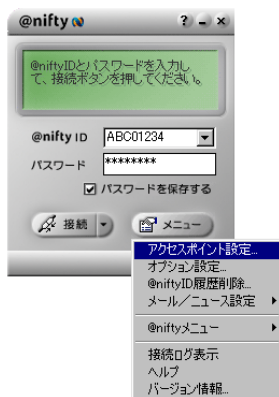 @nifty
@niftyIDとパスワードを入力し
て、接続ボタンを押してください。
@nifty ID ABC01234
パスワード ********
パスワードを保存する
接続 メニュー
アクセスポイント設定...
オプション設定...
@niftyID履歴削除...
メール／ニュース設定
@niftyメニュー
接続ログ表示
ヘルプ
バージョン情報...